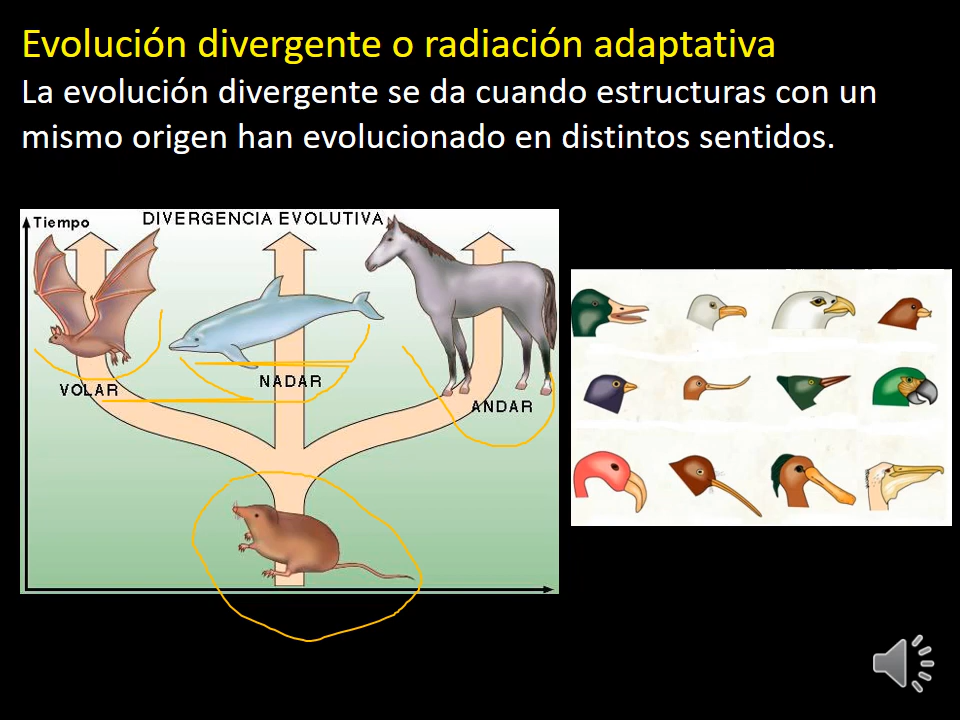 Evolución divergente o radiación adaptativa
La evolución divergente se da cuando estructuras con un
mismo origen han evolucionado en distintos sentidos.
Tiempo
DIVERGENCIA EVOLUTIVA
VOLAR
NADAR
ANDAR